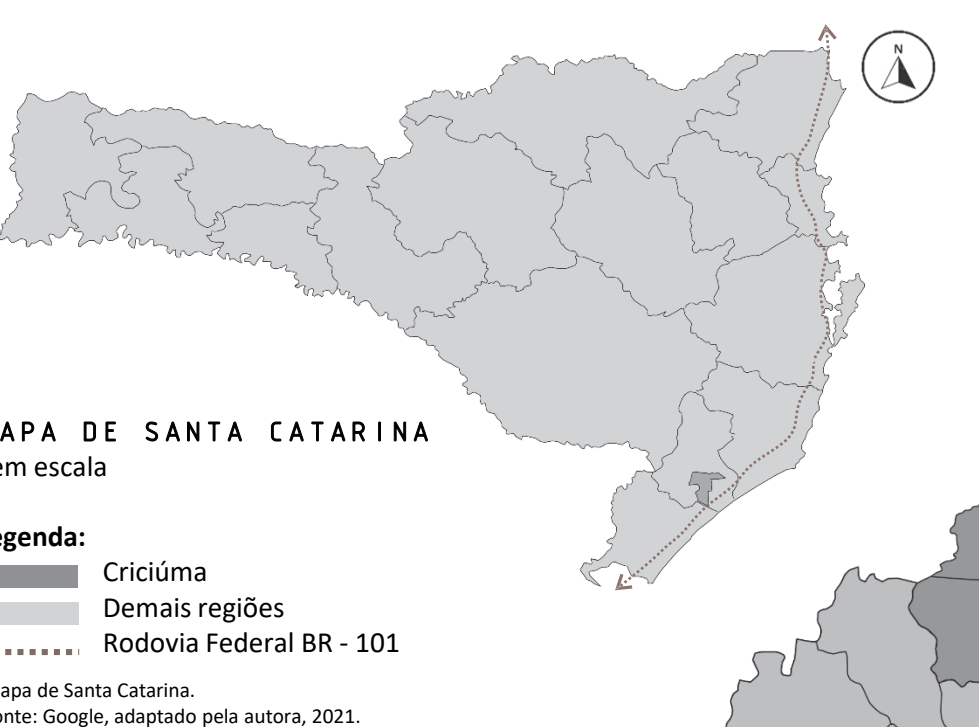 N
APA DE SANTA CATARINA
em escala
egenda:
Criciúma
Demais regiões
Rodovia Federal BR - 101
apa de Santa Catarina.
onte: Google, adaptado pela autora, 2021.